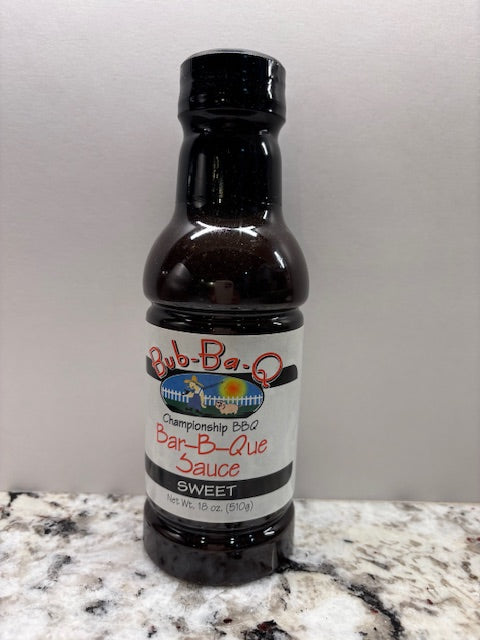 Bub-Ba-Q
Championship BBQ
Bar-B-Que
Sauce
SWEET
Net Wt. 18 oz. (510g)